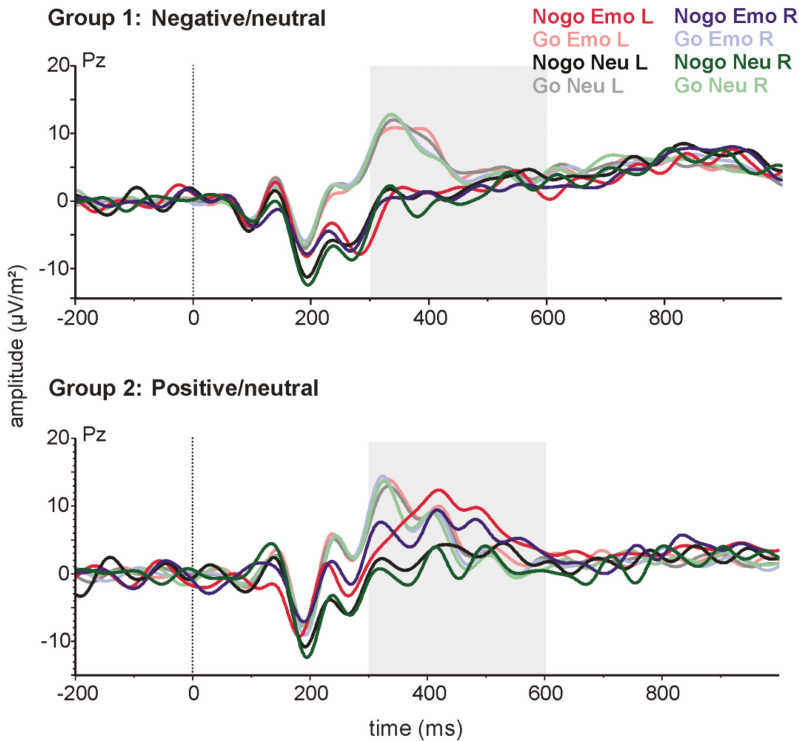 Group 1: Negative/neutral
Nogo Emo L Nogo Emo R
Go Emo L Go Emo R
Nogo Neu L Nogo Neu R
Go Neu L Go Neu R
20 Pz
10
0
-10
-200 0 200 400 600 800
amplitude (µV/m²)
Group 2: Positive/neutral
20 Pz
10
0
-10
-200 0 200 400 600 800
time (ms)